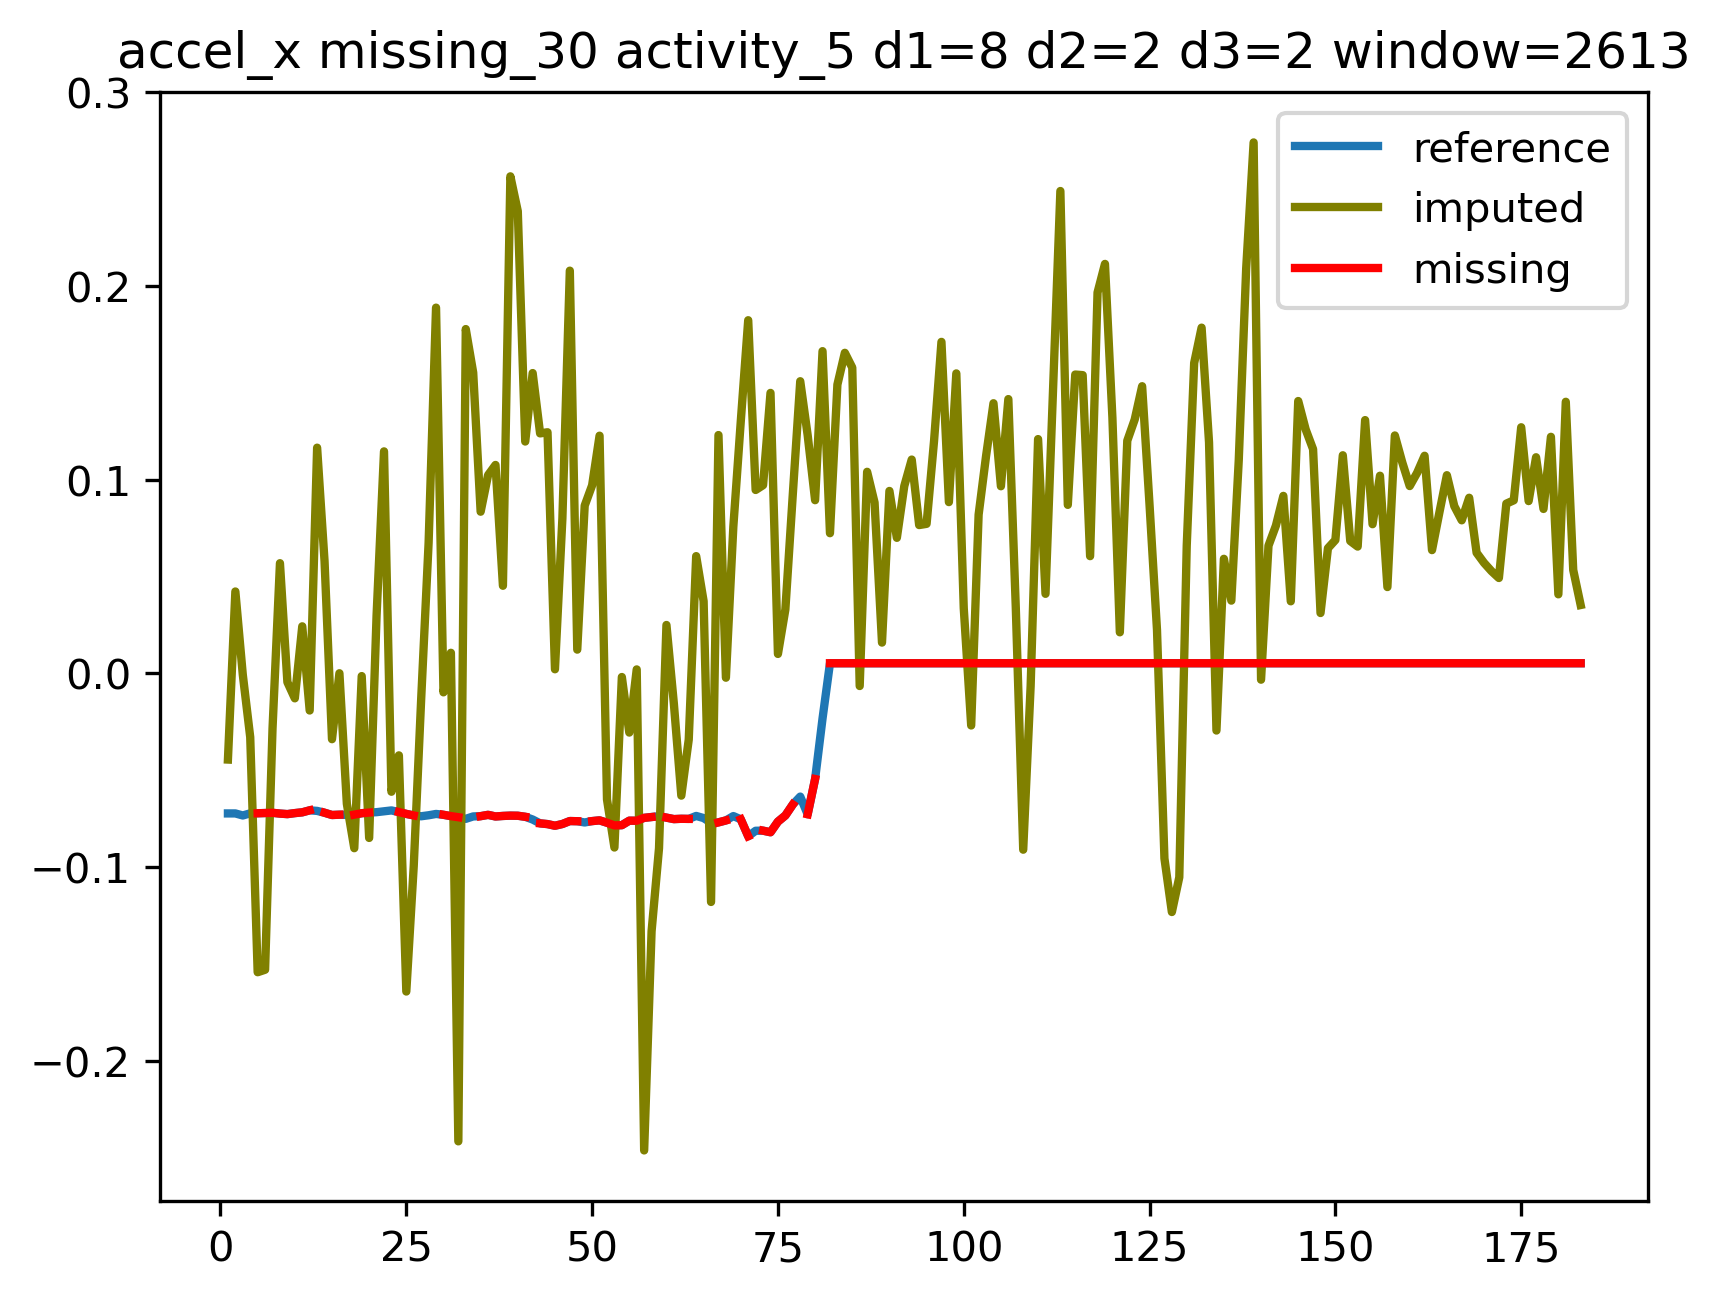 accel_x missing_30 activity_5 d1=8 d2=2 d3=2 window=2613
0.3
0.2
0.1
0.0
−0.1
−0.2
reference
imputed
missing
0 25 50 75 100 125 150 175